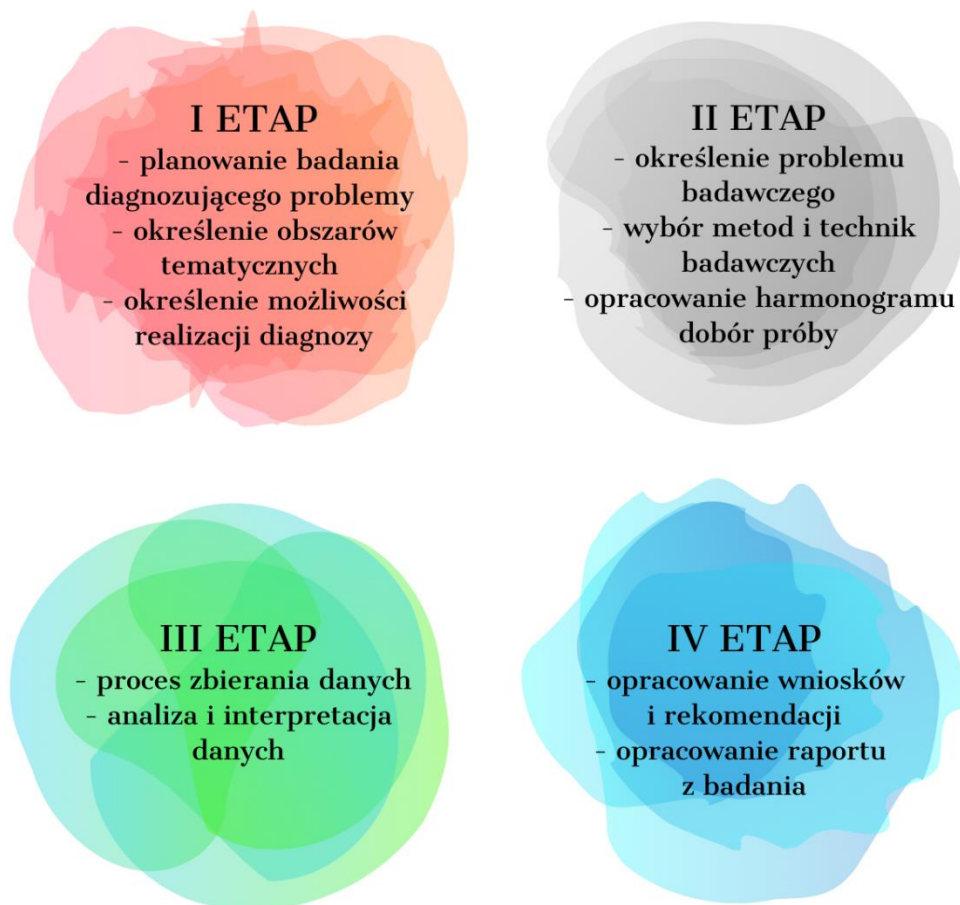 I ETAP
- planowanie badania
diagnozującego problemy
- określenie obszarów
tematycznych
- określenie możliwości
realizacji diagnozy
II ETAP
- określenie problemu
badawczego
- wybór metod i technik
badawczych
- opracowanie harmonogramu
dobór próby
III ETAP
- proces zbierania danych
- analiza i interpretacja
danych
IV ETAP
- opracowanie wniosków
i rekomendacji
- opracowanie raportu
z badania